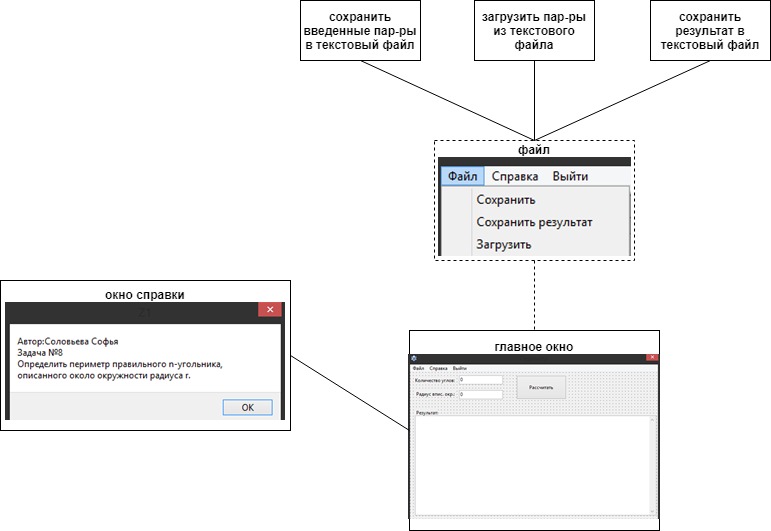 сохранить
введенные пар-ры
в текстовый файл
загрузить пар-ры
из текстового
файла
сохранить
результат в
текстовый файл
файл
Файл Справка Выйти
Сохранить
Сохранить результат
Загрузить
окно справки
Автор:Соловьева Софья
Задача №8
Определить периметр правильного n-угольника,
описанного около окружности радиуса r.
OK
главное окно
Файл Справка Выйти
Количество углов: 0
Рассчитать
Радиус впис. окр.: 0
Результат